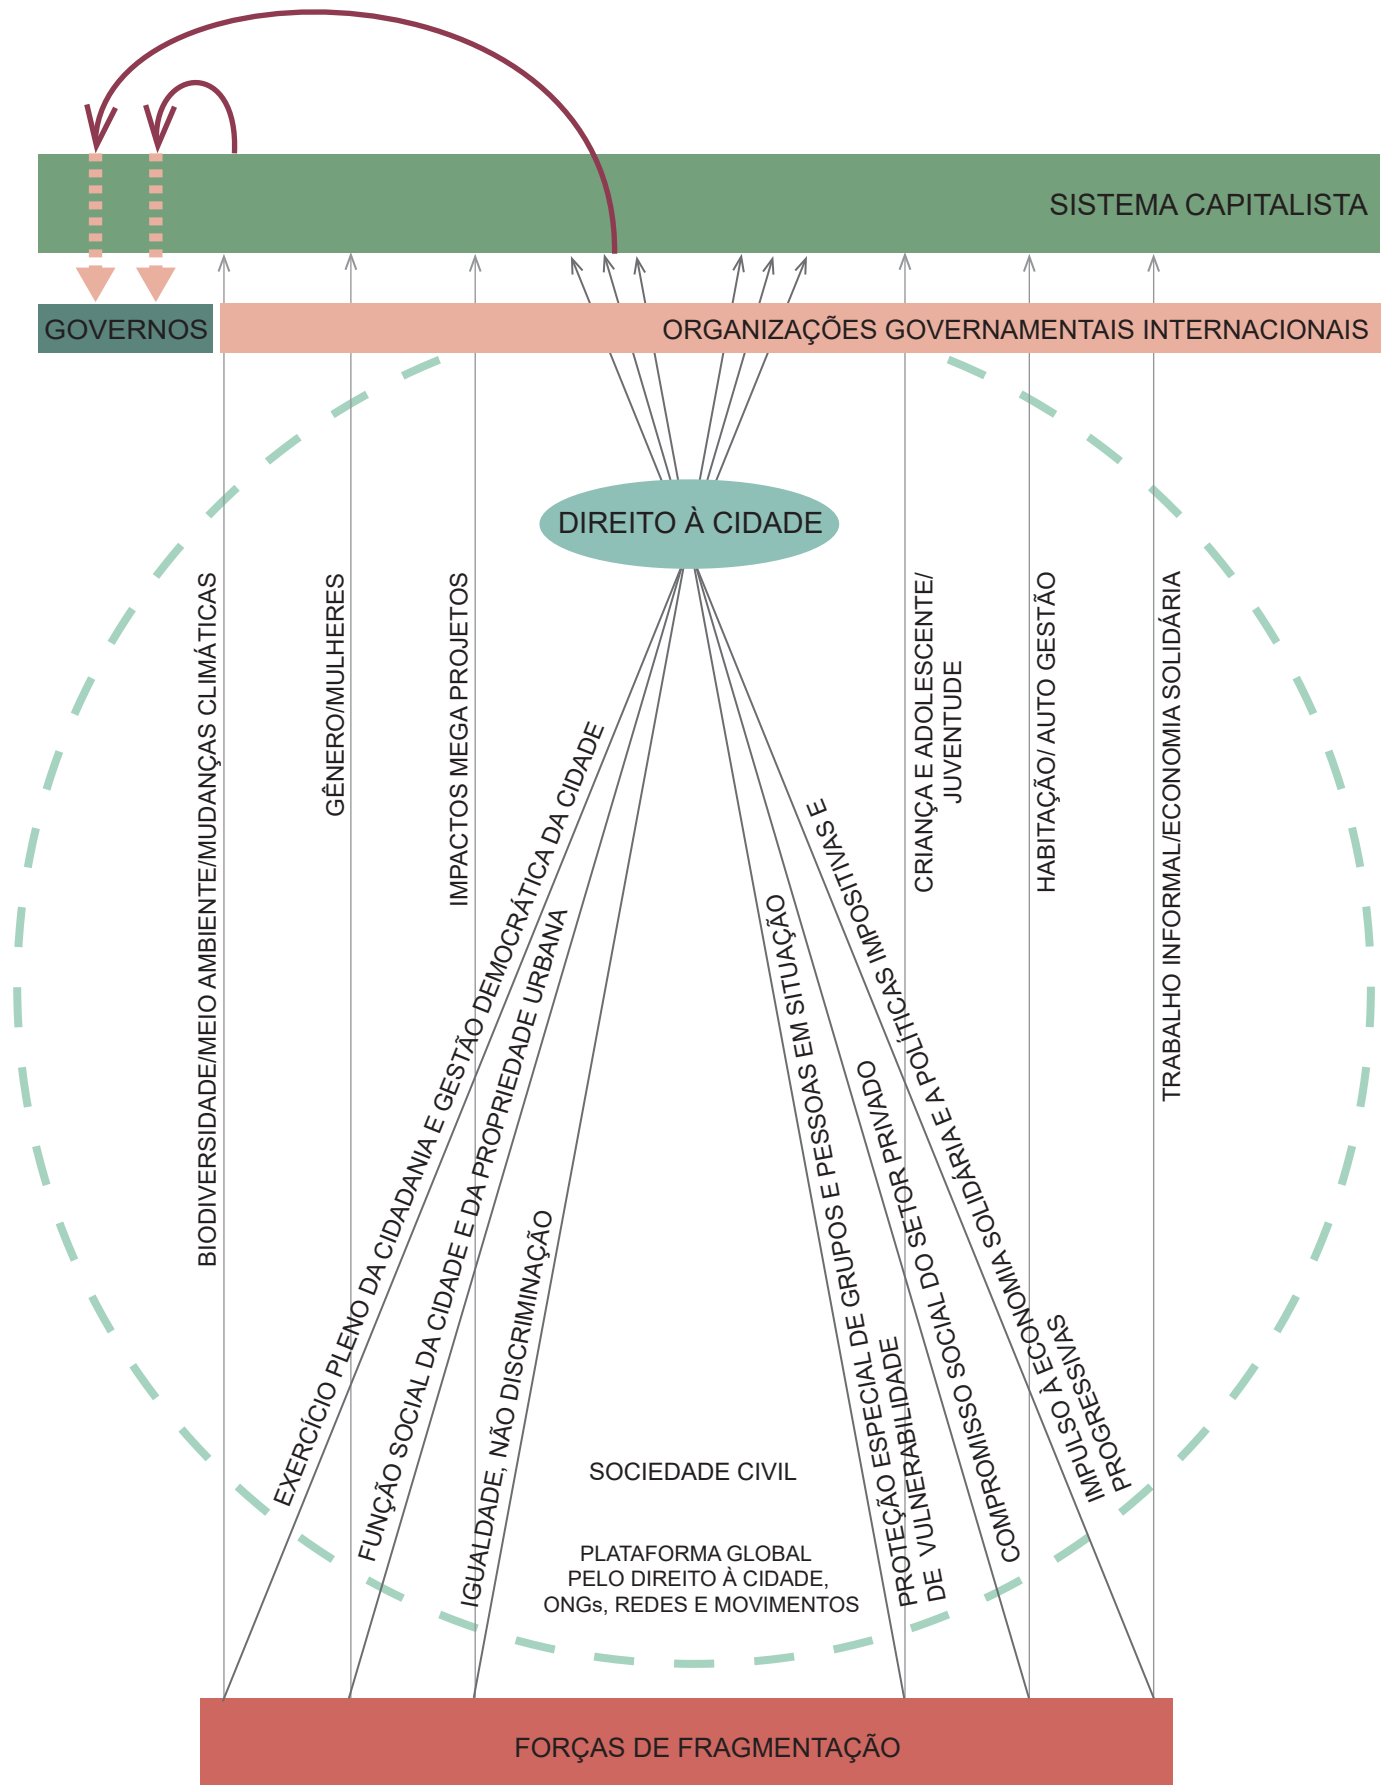 SISTEMA CAPITALISTA
GOVERNOS
ORGANIZAÇÕES GOVERNAMENTAIS INTERNACIONAIS
DIREITO À CIDADE
BIODIVERSIDADE/MEIO AMBIENTE/MUDANÇAS CLIMÁTICAS
GÊNERO/MULHERES
IMPACTOS MEGA PROJETOS
CRIANÇA E ADOLESCENTE/
JUVENTUDE
HABITAÇÃO/ AUTO GESTÃO
TRABALHO INFORMAL/ECONOMIA SOLIDÁRIA
EXERCÍCIO PLENO DA CIDADANIA E GESTÃO DEMOCRÁTICA DA CIDADE
FUNÇÃO SOCIAL DA CIDADE E DA PROPRIEDADE URBANA
IGUALDADE, NÃO DISCRIMINAÇÃO
PROTEÇÃO ESPECIAL DE GRUPOS E PESSOAS EM SITUAÇÃO
DE VULNERABILIDADE
COMPROMISSO SOCIAL DO SETOR PRIVADO
IMPULSO À ECONOMIA SOLIDÁRIA E A POLÍTICAS IMPOSITIVAS E
PROGRESSSIVAS
SOCIEDADE CIVIL
PLATAFORMA GLOBAL
PELO DIREITO À CIDADE,
ONGs, REDES E MOVIMENTOS
FORÇAS DE FRAGMENTAÇÃO